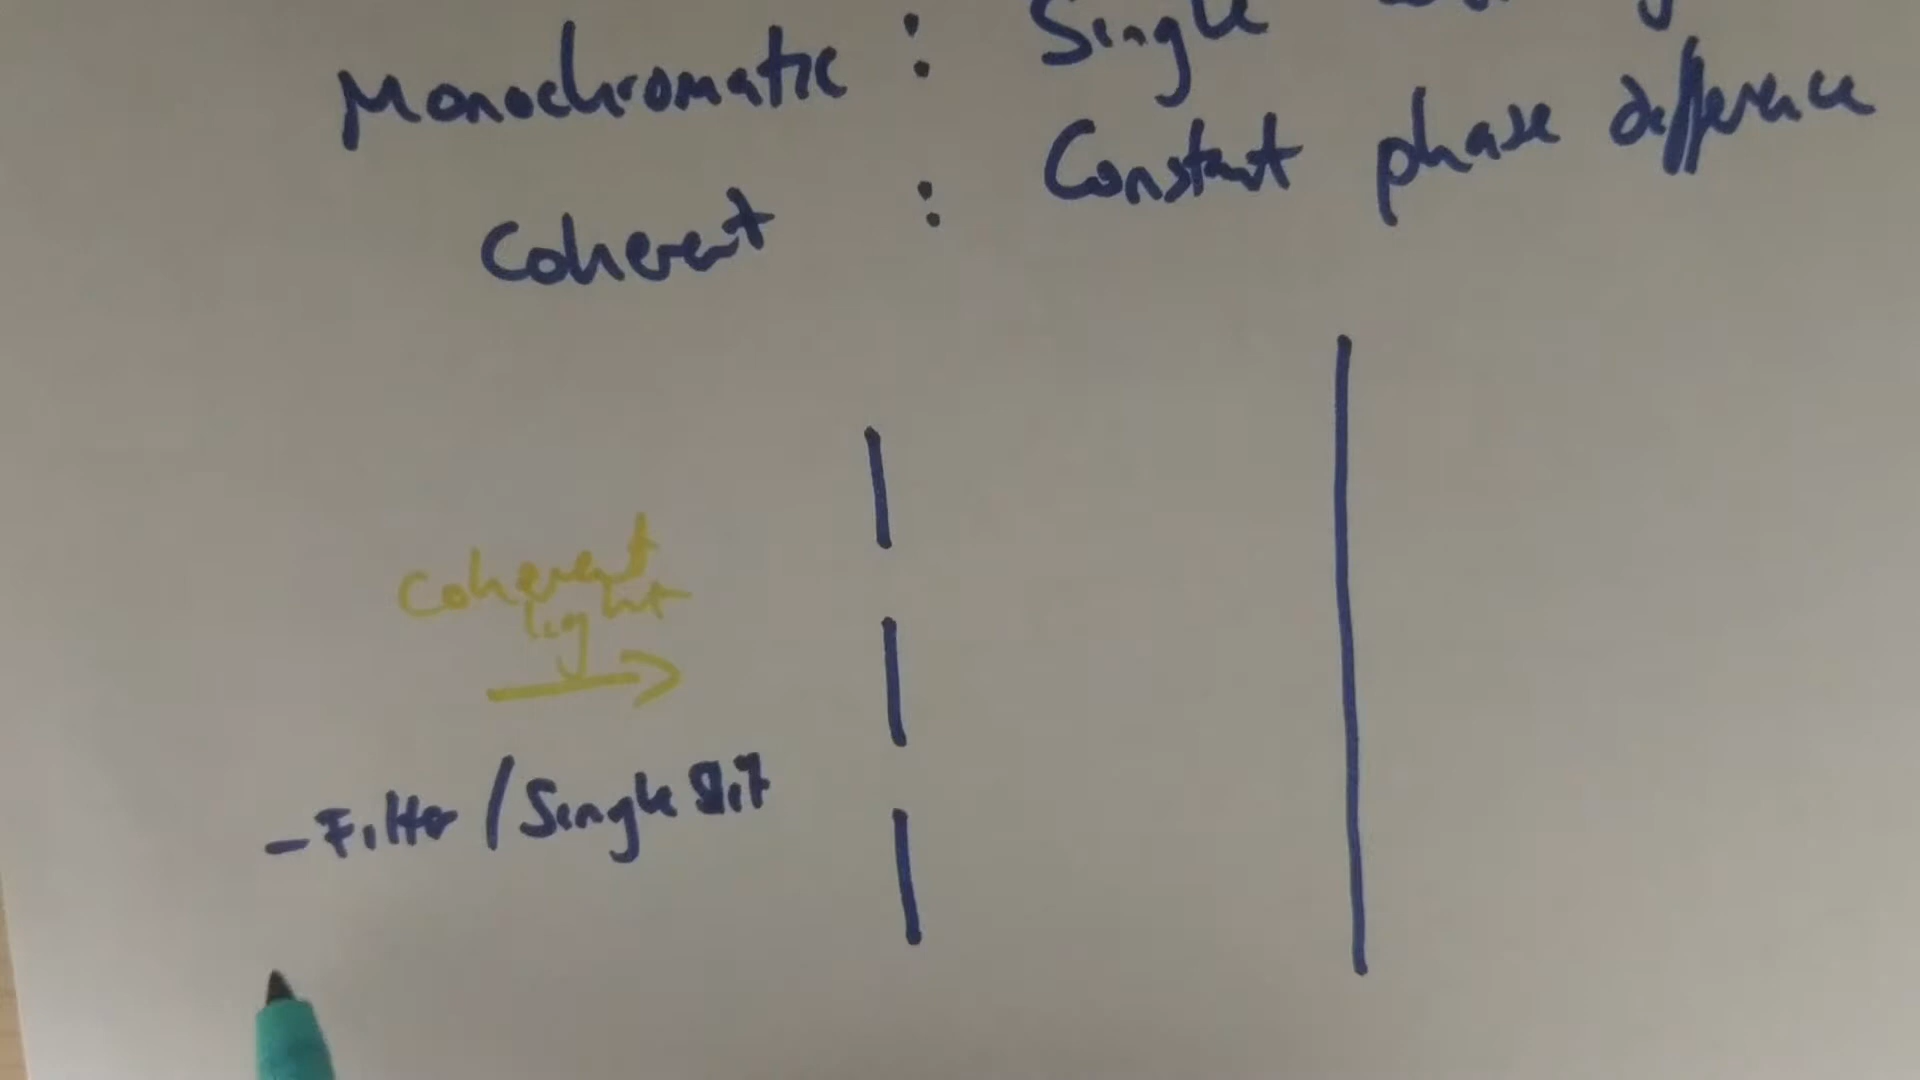 Monochromatic : Single
Coherent : Constant phase difference
Coherent
light
- Filter / Single Slit